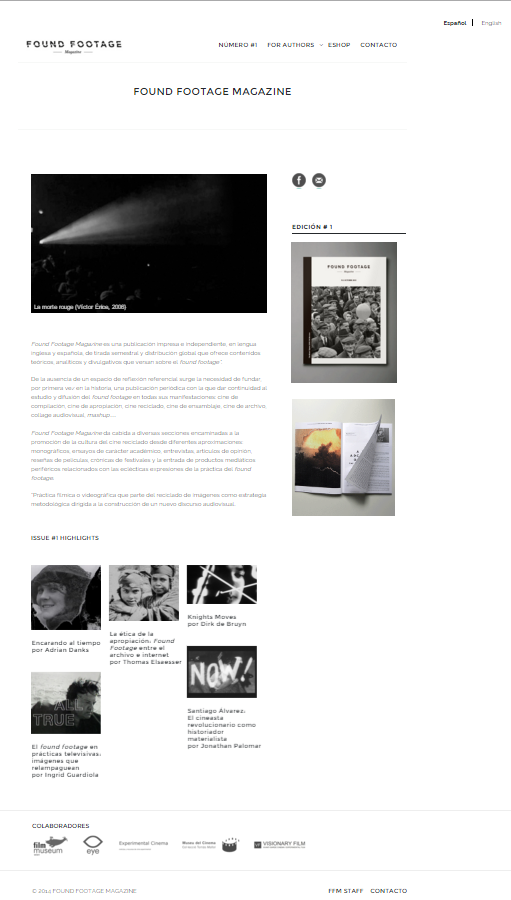 Español
English
FOUND FOOTAGE
Magazine
NÚMERO #1
FOR AUTHORS
ESHOP
CONTACTO
FOUND FOOTAGE MAGAZINE
La morte rouge (Víctor Erice, 2006)
Found Footage Magazine es una publicación impresa e independiente, en lengua
inglesa y española, de tirada semestral y distribución global que ofrece contenidos
teóricos, analíticos y divulgativos que versan sobre el found footage*.
De la ausencia de un espacio de reflexión referencial surge la necesidad de fundar,
por primera vez en la historia, una publicación periódica con la que dar continuidad al
estudio y difusión del found footage en todas sus manifestaciones: cine de
compilación, cine de apropiación, cine reciclado, cine de ensamblaje, cine de archivo,
collage audiovisual, mashup...
Found Footage Magazine da cabida a diversas secciones encaminadas a la
promoción de la cultura del cine reciclado desde diferentes aproximaciones:
monográficos, ensayos de carácter académico, entrevistas, artículos de opinión,
reseñas de películas, crónicas de festivales y la entrada de productos mediáticos
periféricos relacionados con las eclécticas expresiones de la práctica del found
footage.
*Práctica fílmica o videográfica que parte del reciclado de imágenes como estrategia
metodológica dirigida a la construcción de un nuevo discurso audiovisual.
EDICIÓN # 1
FOUND FOOTAGE
Magazine
ISSUE #1 HIGHLIGHTS
Encarando al tiempo
por Adrian Danks
La ética de la
apropiación: Found
Footage entre el
archivo e internet
por Thomas Elsaesser
Knights Moves
por Dirk de Bruyn
ALL
TRUE
El found footage en
prácticas televisivas:
imágenes que
relampaguean
por Ingrid Guardiola
NOW!
Santiago Álvarez:
El cineasta
revolucionario como
historiador
materialista
por Jonathan Palomar
COLABORADORES
film
museum
eye
Experimental Cinema
Museu del Cinema
VISIONARY FILM
© 2014 FOUND FOOTAGE MAGAZINE
FFM STAFF
CONTACTO